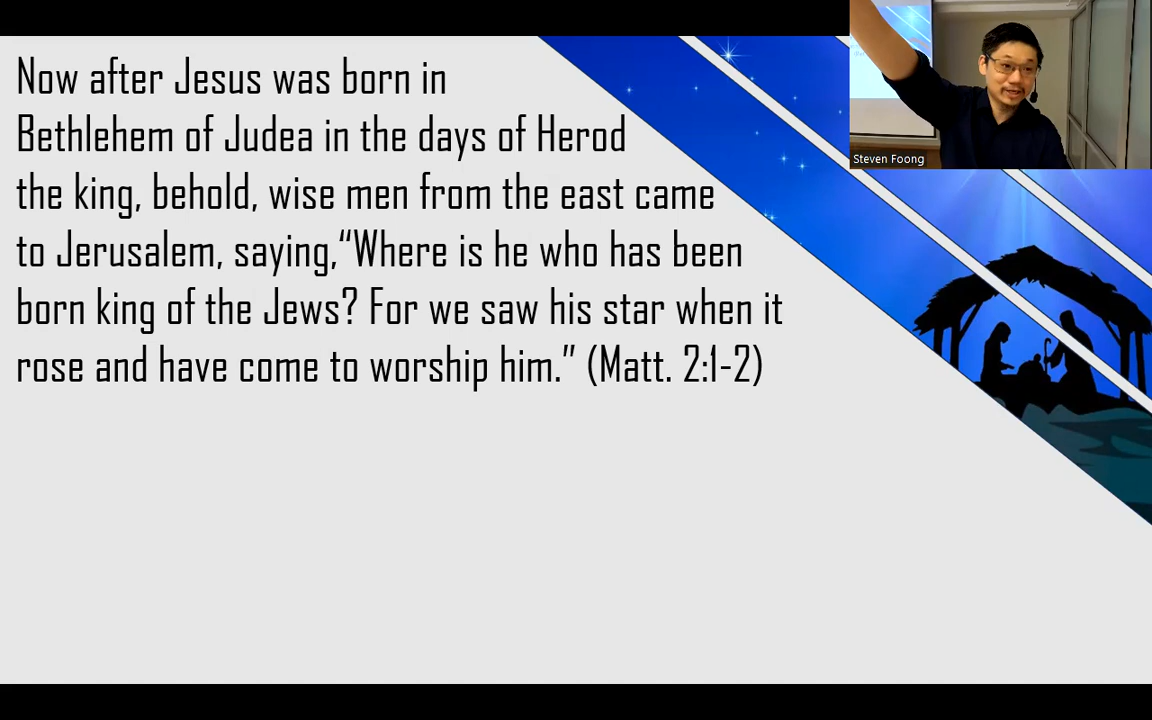 Now after Jesus was born in
Bethlehem of Judea in the days of Herod
the king, behold, wise men from the east came
to Jerusalem, saying,“Where is he who has been
born king of the Jews? For we saw his star when it
rose and have come to worship him.” (Matt. 2:1-2)
Steven Foong